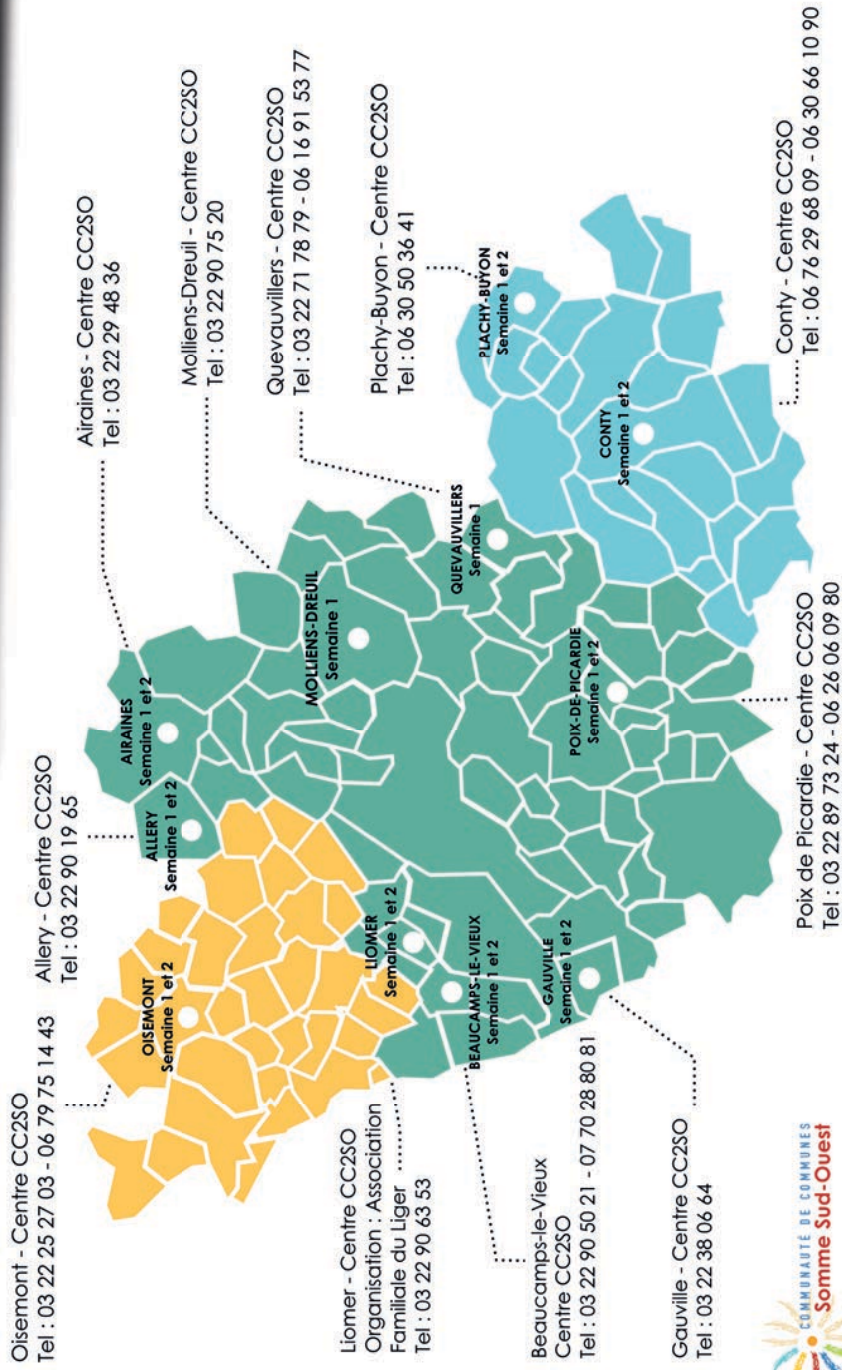 Oisemont - Centre CC2SO
Tel : 03 22 25 27 03 - 06 79 75 14 43
Allery - Centre CC2SO
Tel : 03 22 90 19 65
Airaines - Centre CC2SO
Tel : 03 22 29 48 36
Molliens-Dreuil - Centre CC2SO
Tel : 03 22 90 75 20
Quevauvillers - Centre CC2SO
Tel : 03 22 71 78 79 - 06 16 91 53 77
Plachy-Buyon - Centre CC2SO
Tel : 06 30 50 36 41
Conty - Centre CC2SO
Tel : 06 76 29 68 09 - 06 30 66 10 90
Poix de Picardie - Centre CC2SO
Tel : 03 22 89 73 24 - 06 26 06 09 80
Liomer - Centre CC2SO
Organisation : Association
Familiale du Liger
Tel : 03 22 90 63 53
Beaucamps-le-Vieux
Centre CC2SO
Tel : 03 22 90 50 21 - 07 70 28 80 81
Gauville - Centre CC2SO
Tel : 03 22 38 06 64
OISEMONT
Semaine 1 et 2
ALLERY
Semaine 1 et 2
AIRAINES
Semaine 1 et 2
MOLLIENS-DREUIL
Semaine 1
QUEVAUVILLERS
Semaine 1
PLACHY-BUYON
Semaine 1 et 2
CONTY
Semaine 1 et 2
POIX-DE-PICARDIE
Semaine 1 et 2
LIOMER
Semaine 1 et 2
BEAUCAMPS-LE-VIEUX
Semaine 1 et 2
GAUVILLE
Semaine 1 et 2
COMMUNAUTÉ DE COMMUNES
Somme Sud-Ouest